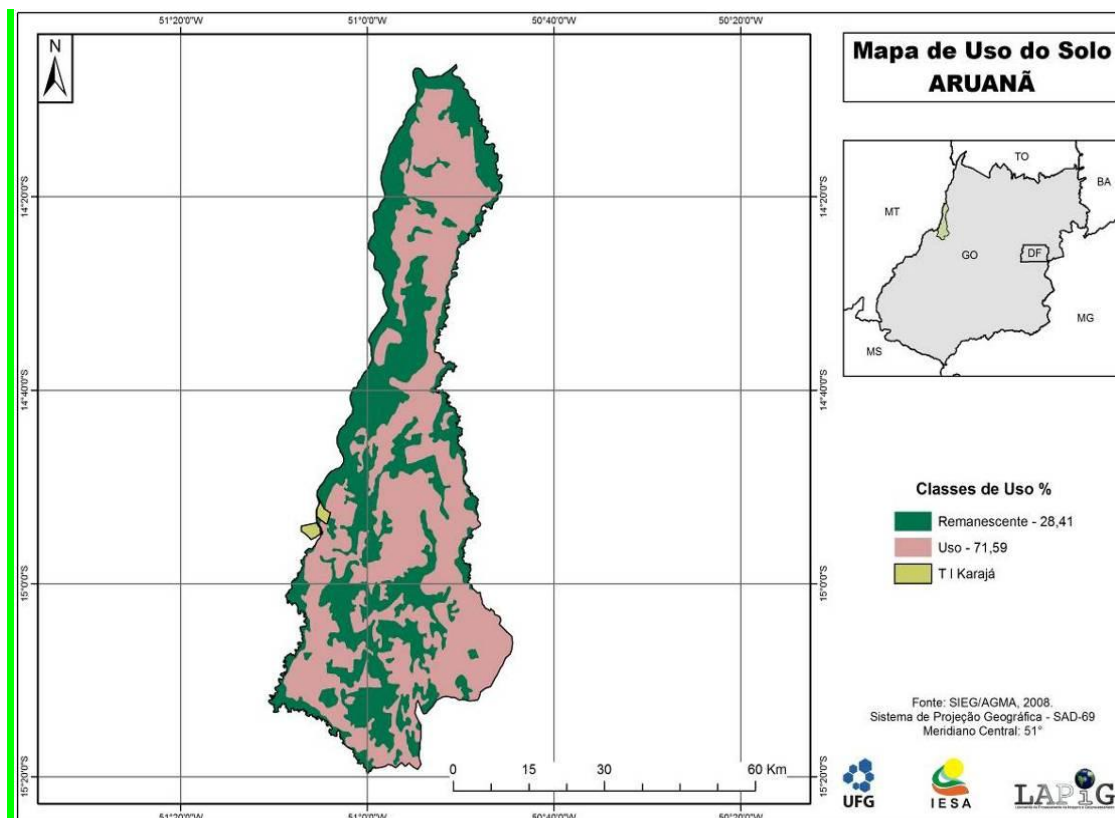 Mapa de Uso do Solo
ARUANÃ
51°20'0"W
51°0'0"W
50°40'0"W
50°20'0"W
N
14°20'0"S
14°20'0"S
14°40'0"S
14°40'0"S
15°0'0"S
15°0'0"S
15°20'0"S
15°20'0"S
0 15 30 60 Km
51°20'0"W
51°0'0"W
50°40'0"W
50°20'0"W
TO
BA
MT
GO
DF
MG
MS
Classes de Uso %
Remanescente - 28,41
Uso - 71,59
T I Karajá
Fonte: SIEG/AGMA, 2008.
Sistema de Projeção Geográfica - SAD-69
Meridiano Central: 51°
UFG
IESA
LAPIG